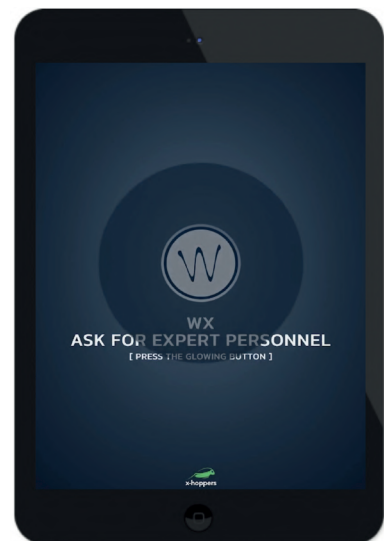 W
WX
ASK FOR EXPERT PERSONNEL
[ PRESS THE GLOWING BUTTON ]
x-hoppers